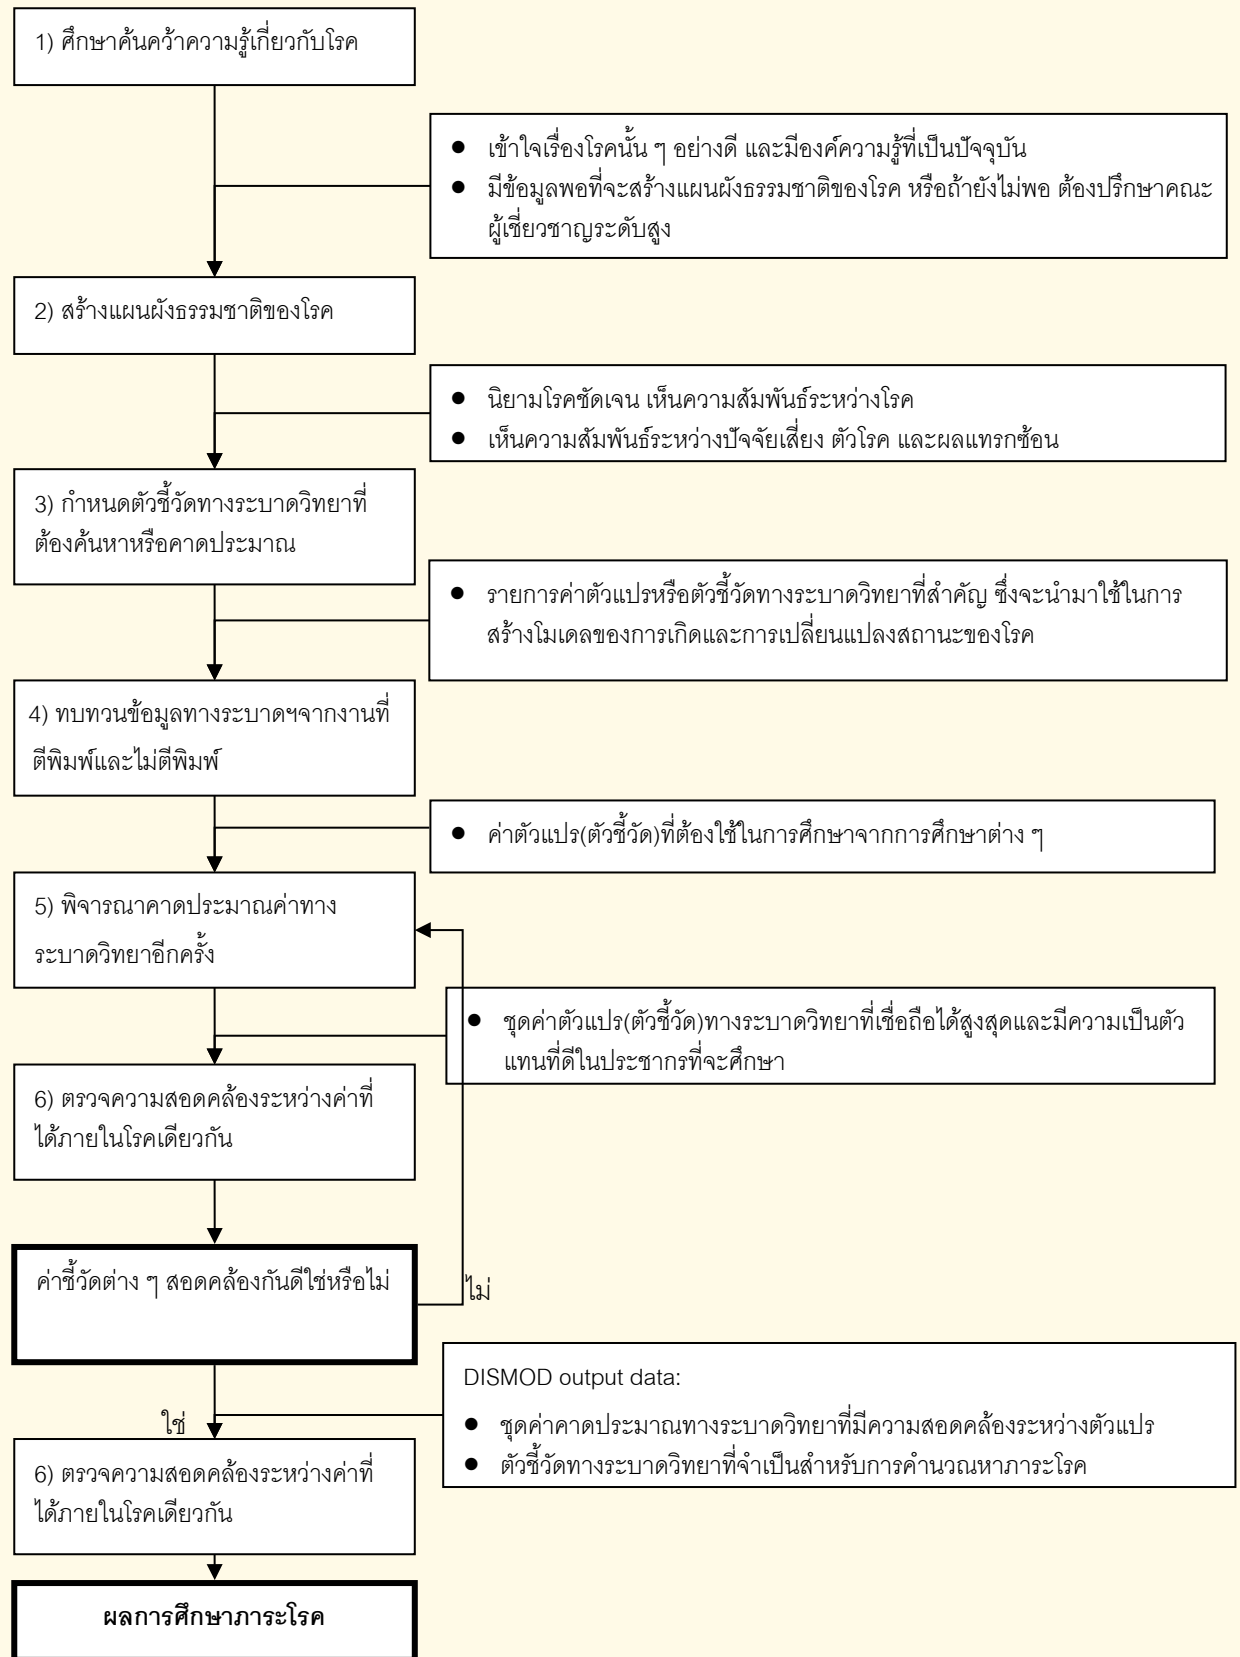 1) ศึกษาค้นคว้าความรู้เกี่ยวกับโรค
● เข้าใจเรื่องโรคนั้น ๆ อย่างดี และมีองค์ความรู้ที่เป็นปัจจุบัน
● มีข้อมูลพอที่จะสร้างแผนผังธรรมชาติของโรค หรือถ้ายังไม่พอ ต้องปรึกษาคณะ
ผู้เชี่ยวชาญระดับสูง
2) สร้างแผนผังธรรมชาติของโรค
● นิยามโรคชัดเจน เห็นความสัมพันธ์ระหว่างโรค
● เห็นความสัมพันธ์ระหว่างปัจจัยเสี่ยง ตัวโรค และผลแทรกซ้อน
3) กำหนดตัวชี้วัดทางระบาดวิทยาที่
ต้องค้นหาหรือคาดประมาณ
● รายการค่าตัวแปรหรือตัวชี้วัดทางระบาดวิทยาที่สำคัญ ซึ่งจะนำมาใช้ในการ
สร้างโมเดลของการเกิดและการเปลี่ยนแปลงสถานะของโรค
4) ทบทวนข้อมูลทางระบาดฯจากงานที่
ตีพิมพ์และไม่ตีพิมพ์
● ค่าตัวแปร(ตัวชี้วัด)ที่ต้องใช้ในการศึกษาจากการศึกษาต่าง ๆ
5) พิจารณาคาดประมาณค่าทาง
ระบาดวิทยาอีกครั้ง
● ชุดค่าตัวแปร(ตัวชี้วัด)ทางระบาดวิทยาที่เชื่อถือได้สูงสุดและมีความเป็นตัว
แทนที่ดีในประชากรที่จะศึกษา
6) ตรวจความสอดคล้องระหว่างค่าที่
ได้ภายในโรคเดียวกัน
ค่าชี้วัดต่าง ๆ สอดคล้องกันดีใช่หรือไม่
ไม่
DISMOD output data:
● ชุดค่าคาดประมาณทางระบาดวิทยาที่มีความสอดคล้องระหว่างตัวแปร
● ตัวชี้วัดทางระบาดวิทยาที่จำเป็นสำหรับการคำนวณหาภาระโรค
ใช่
6) ตรวจความสอดคล้องระหว่างค่าที่
ได้ภายในโรคเดียวกัน
ผลการศึกษาภาระโรค